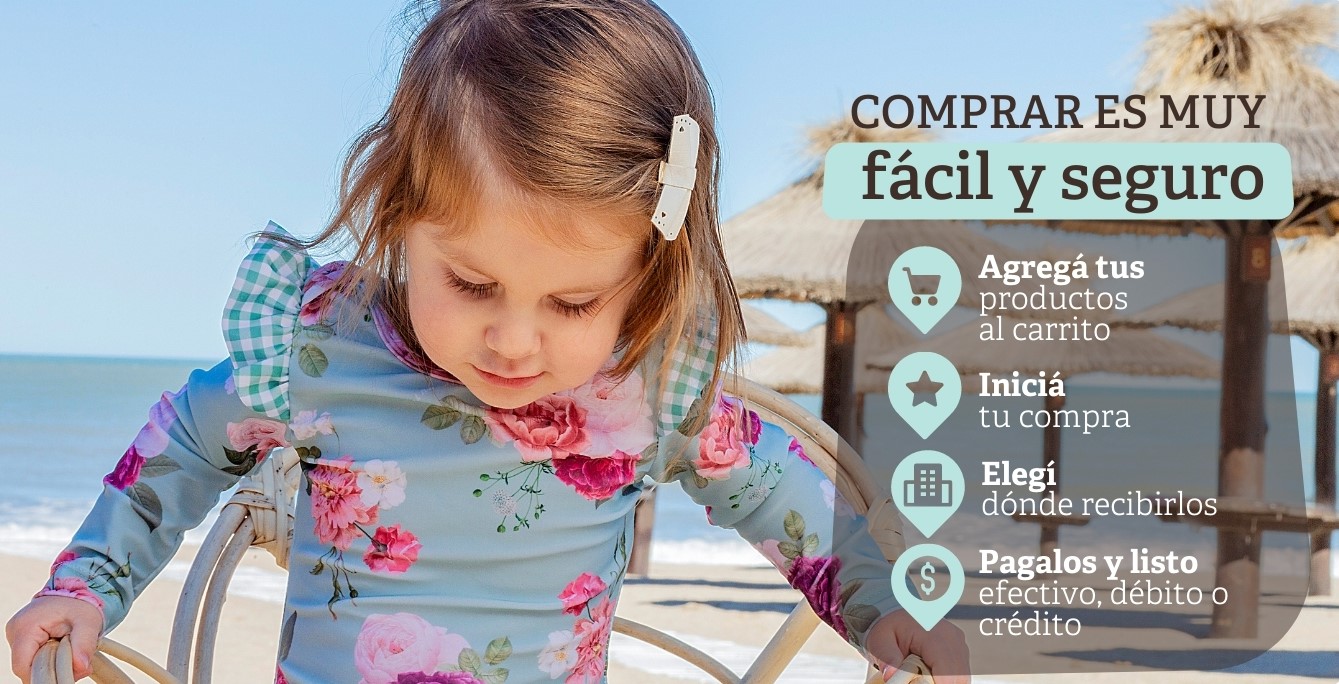 COMPRAR ES MUY
fácil y seguro
Agregá tus
productos
al carrito
Iniciá
tu compra
Elegí
dónde recibirlos
Pagalos y listo
efectivo, débito o
crédito
$
8